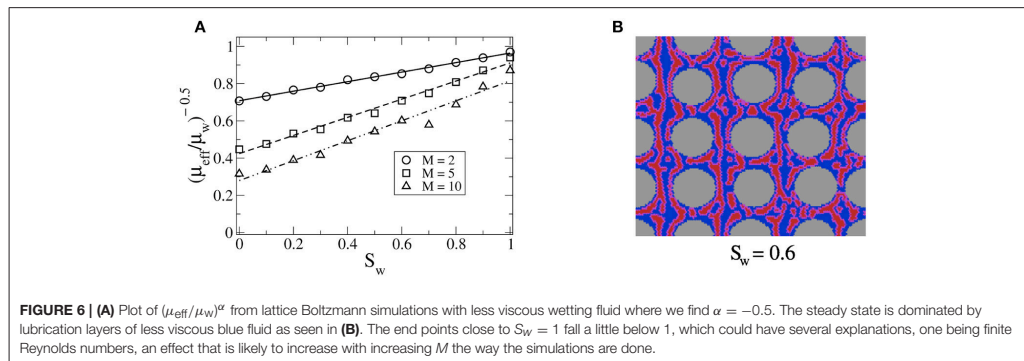 A
B
(μeff/μw)^−0.5
1
0.8
0.6
0.4
0.2
0
M = 2
M = 5
M = 10
0 0.2 0.4 0.6 0.8 1
Sw
Sw = 0.6
FIGURE 6 | (A) Plot of (μeff/μw)^α from lattice Boltzmann simulations with less viscous wetting fluid where we find α = −0.5. The steady state is dominated by
lubrication layers of less viscous blue fluid as seen in (B). The end points close to Sw = 1 fall a little below 1, which could have several explanations, one being finite
Reynolds numbers, an effect that is likely to increase with increasing M the way the simulations are done.